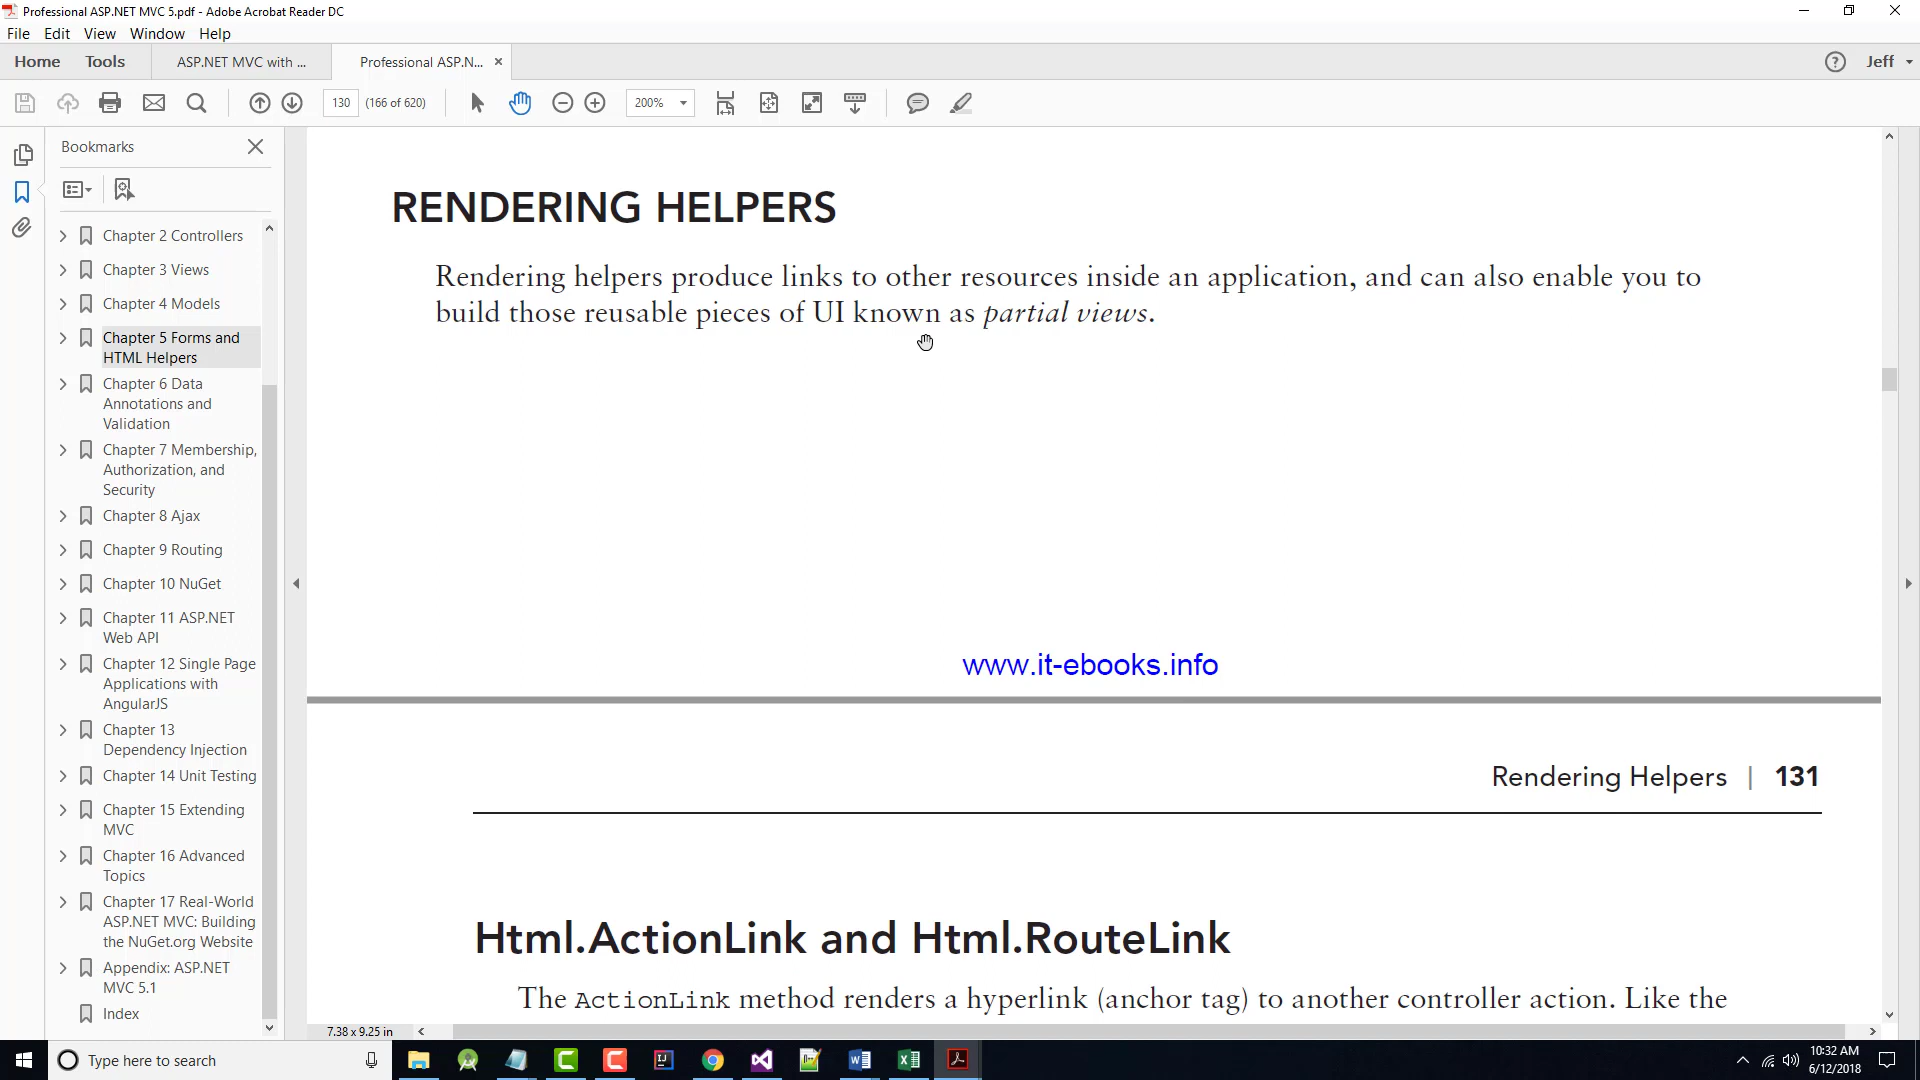 Professional ASP.NET MVC 5.pdf - Adobe Acrobat Reader DC
File Edit View Window Help
Home Tools ASP.NET MVC with ... Professional ASP.N... Jeff
130 (166 of 620) 200%
Bookmarks
Chapter 2 Controllers
Chapter 3 Views
Chapter 4 Models
Chapter 5 Forms and
HTML Helpers
Chapter 6 Data
Annotations and
Validation
Chapter 7 Membership,
Authorization, and
Security
Chapter 8 Ajax
Chapter 9 Routing
Chapter 10 NuGet
Chapter 11 ASP.NET
Web API
Chapter 12 Single Page
Applications with
AngularJS
Chapter 13
Dependency Injection
Chapter 14 Unit Testing
Chapter 15 Extending
MVC
Chapter 16 Advanced
Topics
Chapter 17 Real-World
ASP.NET MVC: Building
the NuGet.org Website
Appendix: ASP.NET
MVC 5.1
Index
RENDERING HELPERS
Rendering helpers produce links to other resources inside an application, and can also enable you to
build those reusable pieces of UI known as partial views.
www.it-ebooks.info
Rendering Helpers | 131
Html.ActionLink and Html.RouteLink
The ActionLink method renders a hyperlink (anchor tag) to another controller action. Like the
7.38 x 9.25 in
Type here to search
10:32 AM
6/12/2018